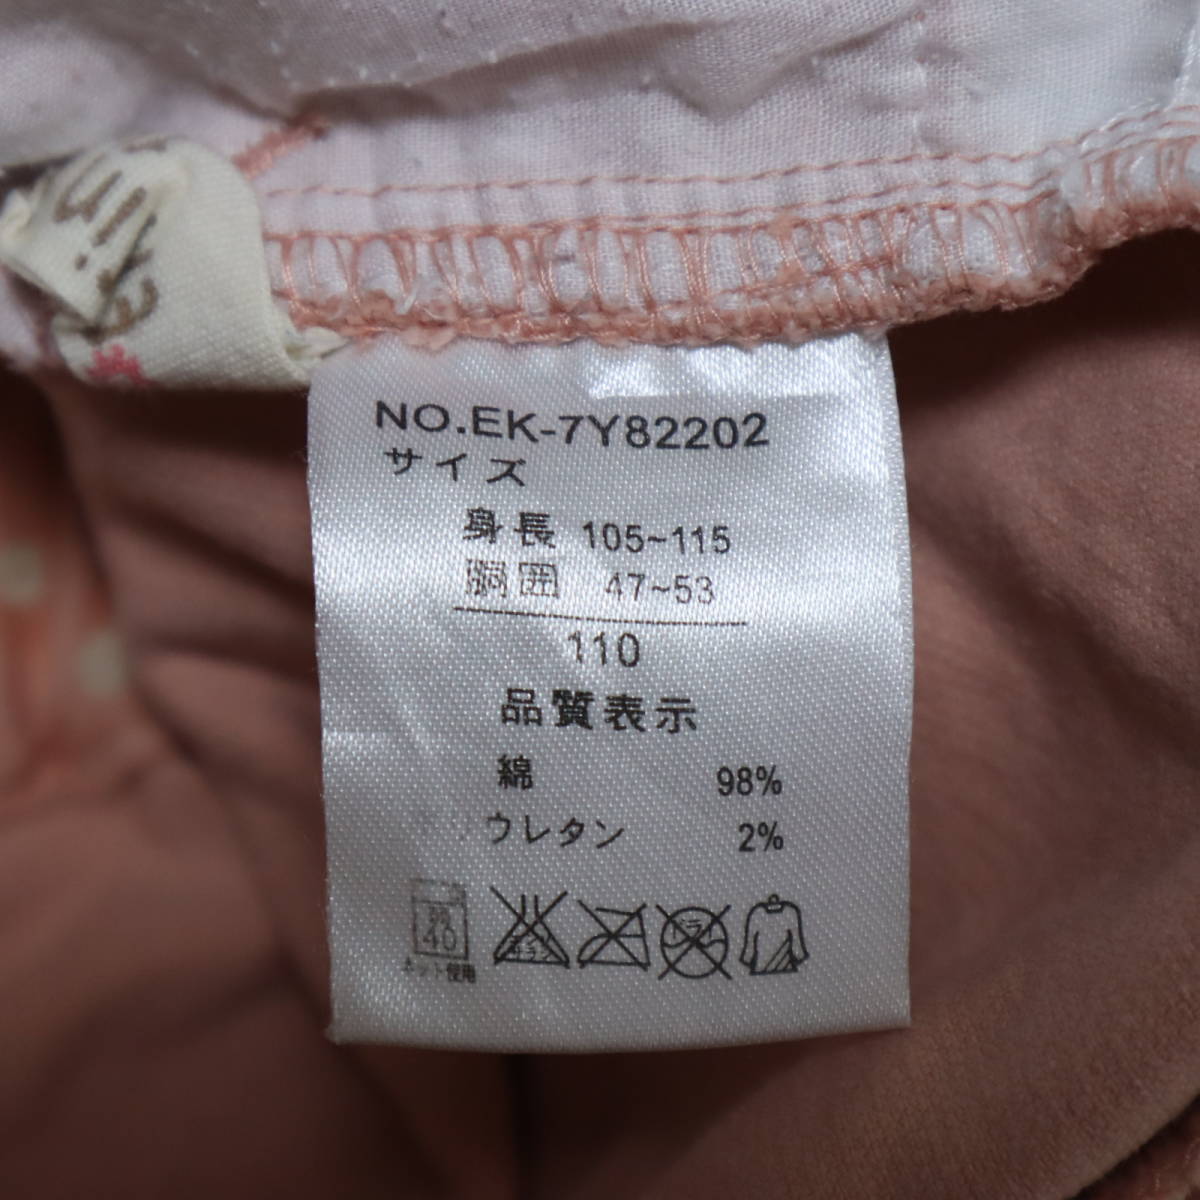 NO.EK-7Y82202
サイズ
身長 105~115
胴囲 47~53
110
品質表示
綿 98%
ウレタン 2%
40
ネット使用